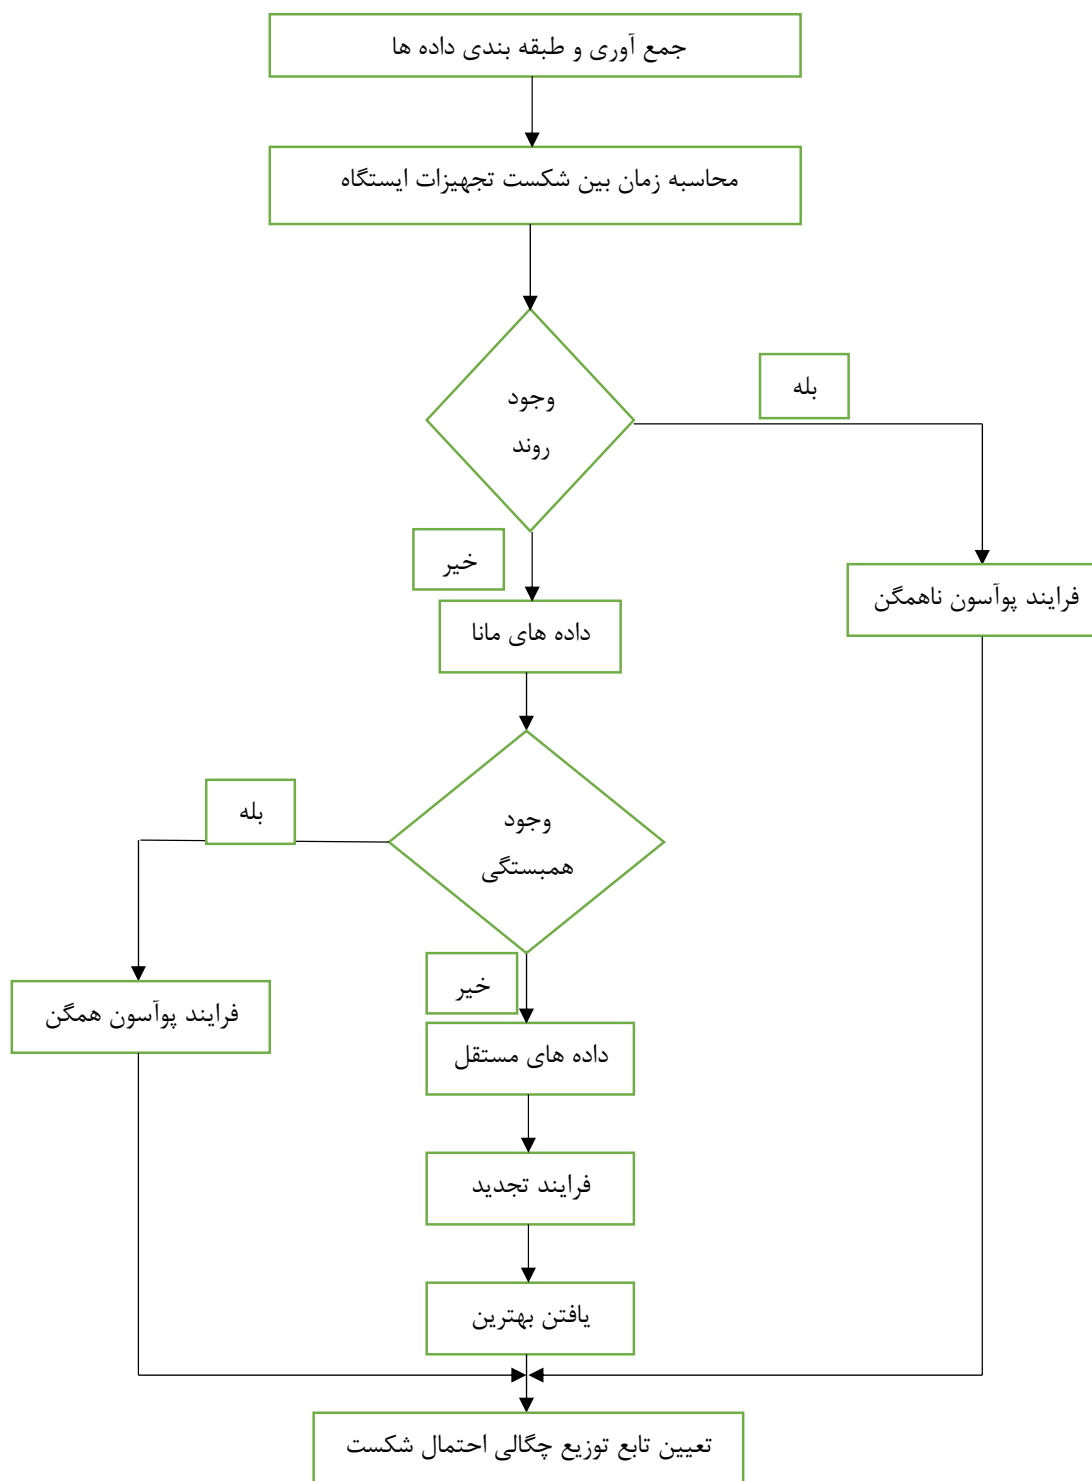 جمع آوری و طبقه بندی داده ها
محاسبه زمان بین شکست تجهیزات ایستگاه
وجود
روند
بله
خیر
فرایند پوآسون ناهمگن
داده های مانا
وجود
همبستگی
بله
خیر
فرایند پوآسون همگن
داده های مستقل
فرایند تجدید
یافتن بهترین
تعیین تابع توزیع چگالی احتمال شکست